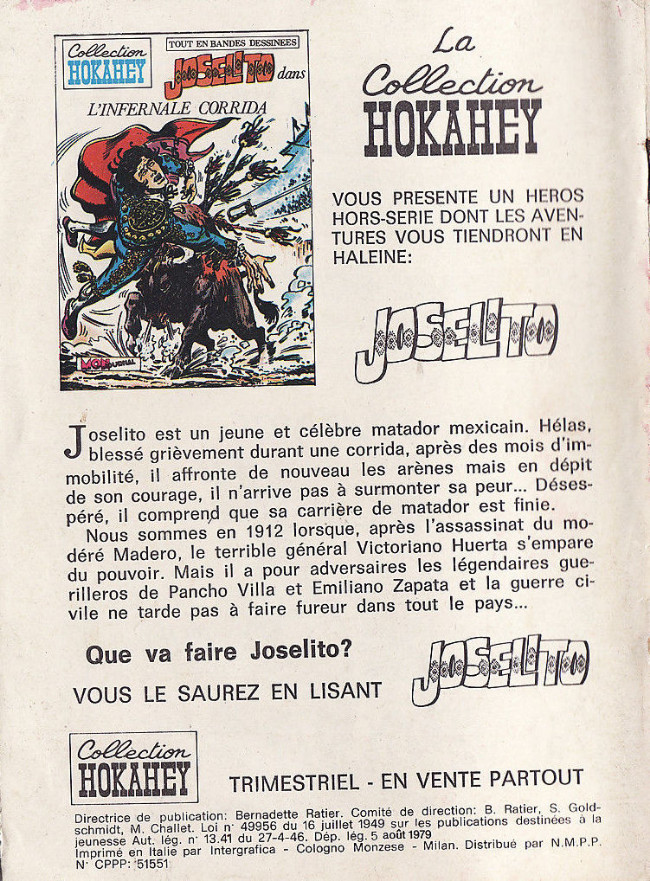 Collection
HOKAHEY
TOUT EN BANDES DESSINEES
JOSELITO dans
L'INFERNALE CORRIDA
MON JOURNAL
La
Collection
HOKAHEY
VOUS PRESENTE UN HEROS
HORS-SERIE DONT LES AVEN-
TURES VOUS TIENDRONT EN
HALEINE:
JOSELITO
Joselito est un jeune et célèbre matador mexicain. Hélas,
blessé grièvement durant une corrida, après des mois d'im-
mobilité, il affronte de nouveau les arènes mais en dépit
de son courage, il n'arrive pas à surmonter sa peur... Déses-
péré, il comprend que sa carrière de matador est finie.
Nous sommes en 1912 lorsque, après l'assassinat du mo-
déré Madero, le terrible général Victoriano Huerta s'empare
du pouvoir. Mais il a pour adversaires les légendaires gue-
rilleros de Pancho Villa et Emiliano Zapata et la guerre ci-
vile ne tarde pas à faire fureur dans tout le pays...
Que va faire Joselito?
VOUS LE SAUREZ EN LISANT JOSELITO
Collection
HOKAHEY
TRIMESTRIEL - EN VENTE PARTOUT
Directrice de publication: Bernadette Ratier. Comité de direction: B. Ratier, S. Gold-
schmidt, M. Challet. Loi n° 49956 du 16 juillet 1949 sur les publications destinées à la
jeunesse Aut. lég. n° 13.41 du 27-4-46. Dép. lég. 5 août 1979
Imprimé en Italie par Intergrafica - Cologno Monzese - Milan. Distribué par N.M.P.P.
N° CPPP: 51551